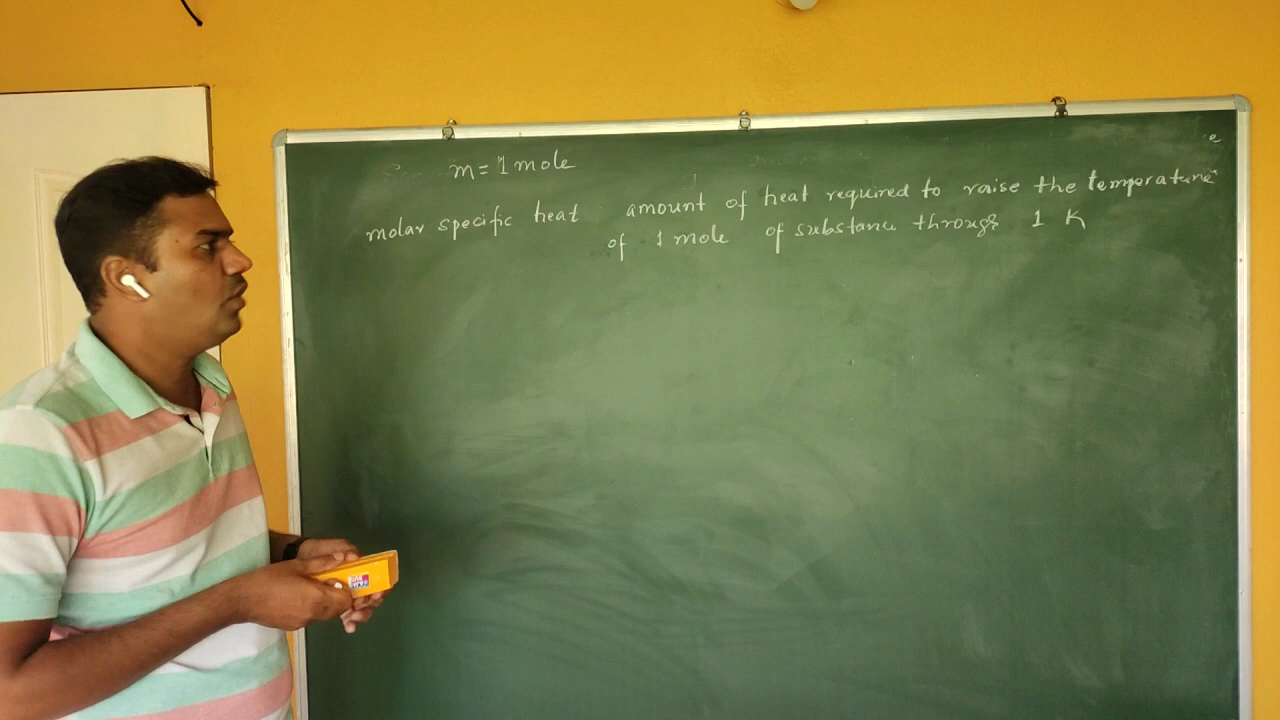 m = 1 mole
molar specific heat amount of heat required to raise the temperature
of 1 mole of substance through 1 K